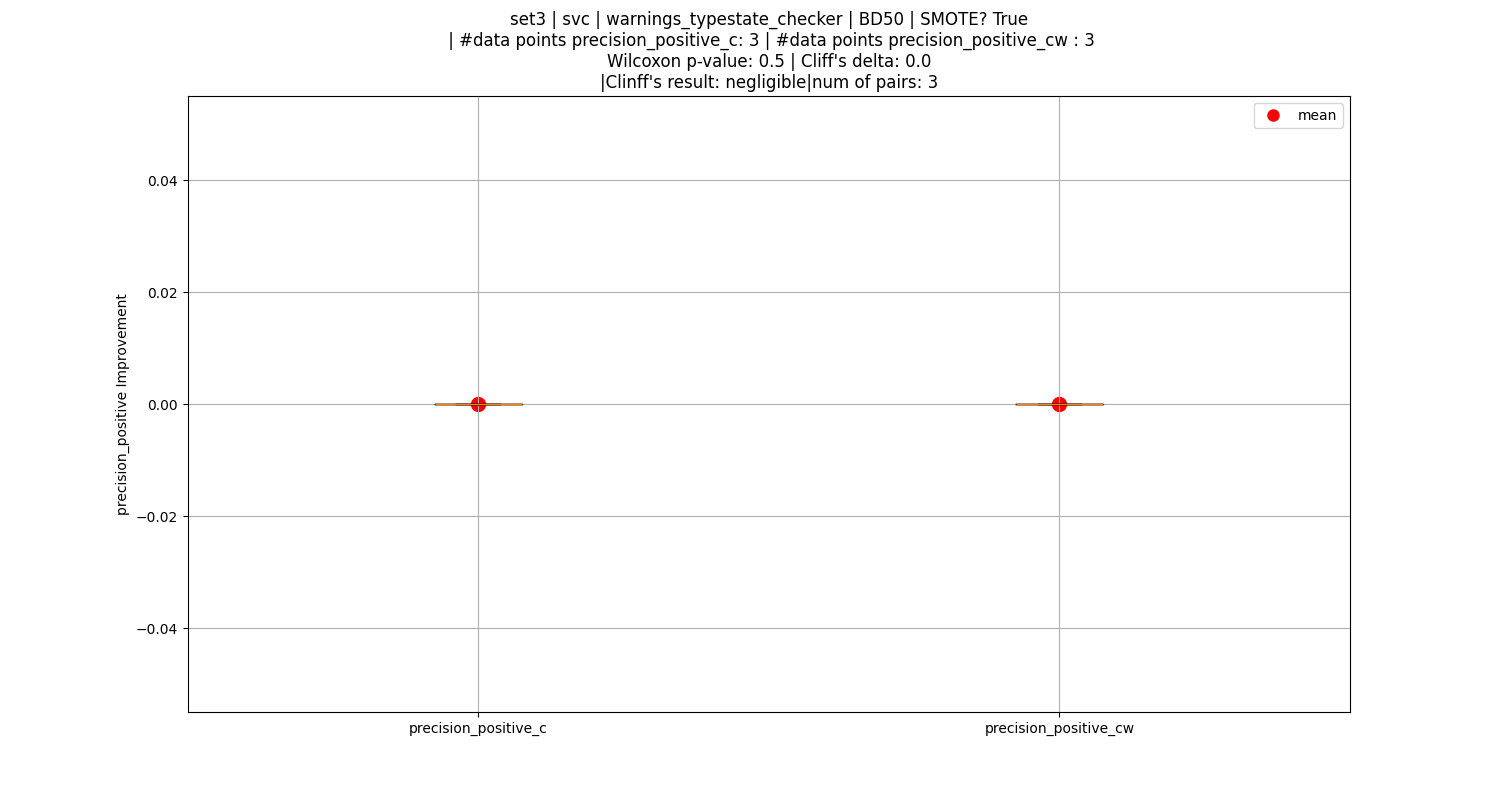 set3 | svc | warnings_typestate_checker | BD50 | SMOTE? True
| #data points precision_positive_c: 3 | #data points precision_positive_cw : 3
Wilcoxon p-value: 0.5 | Cliff's delta: 0.0
|Clinff's result: negligible|num of pairs: 3
mean
0.04
0.02
0.00
−0.02
−0.04
precision_positive Improvement
precision_positive_c
precision_positive_cw